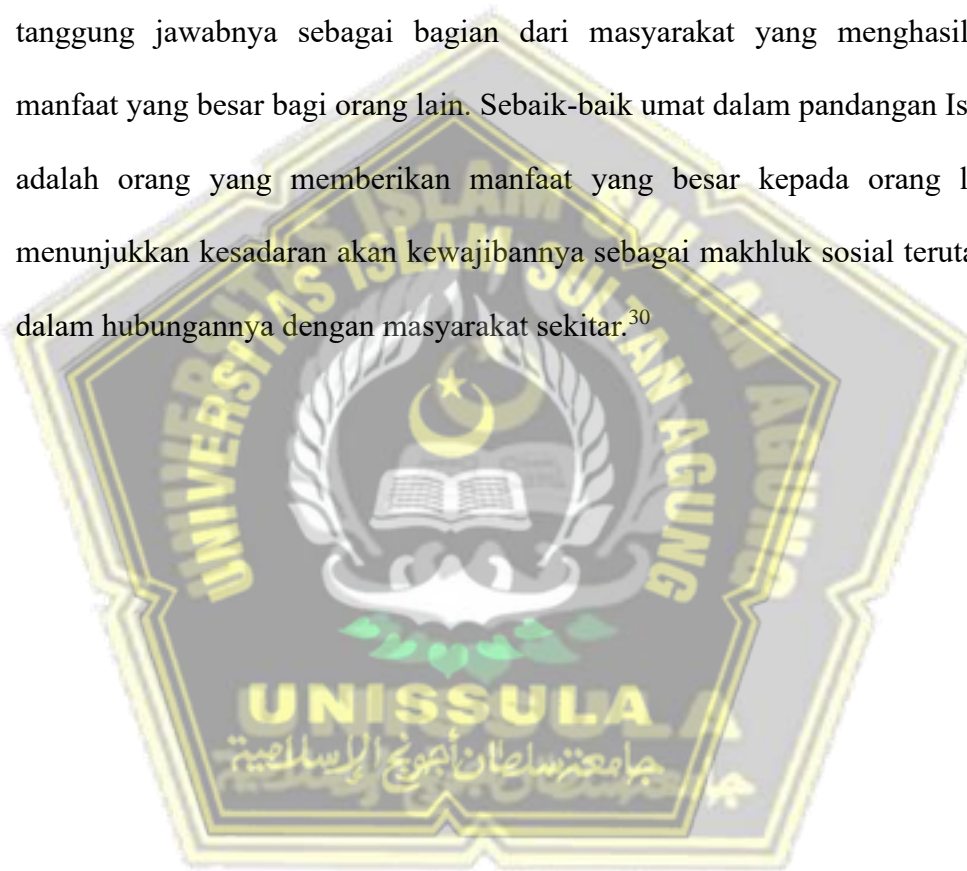 tanggung jawabnya sebagai bagian dari masyarakat yang menghasil
manfaat yang besar bagi orang lain. Sebaik-baik umat dalam pandangan Is
adalah orang yang memberikan manfaat yang besar kepada orang l
menunjukkan kesadaran akan kewajibannya sebagai makhluk sosial teruta
dalam hubungannya dengan masyarakat sekitar.30
UNIVERSITAS ISLAM SULTAN AGUNG
UNISSULA
جامعتنسلطان أجونج الإسلامية